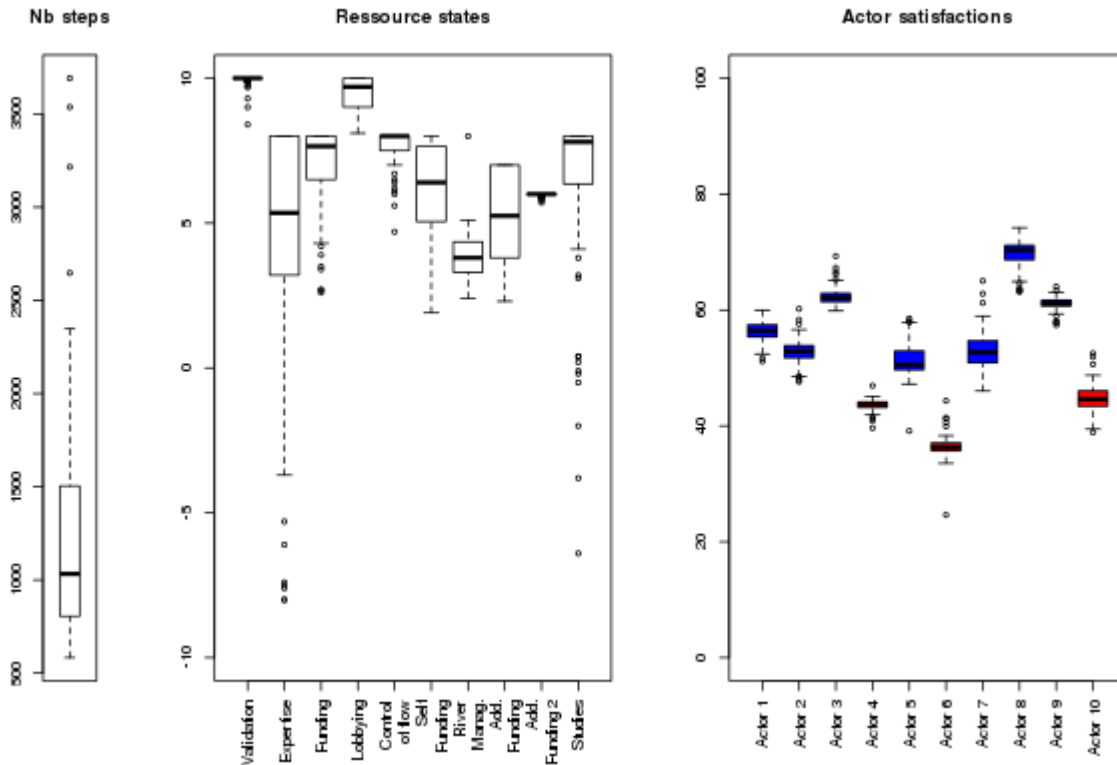 Nb steps
Ressource states
Actor satisfactions
3500
3000
2500
2000
1500
1000
500
10
5
0
-5
-10
100
80
60
40
20
0
Validation
Expertise
Funding
Lobbying
Control
of flow
Self
Funding
River
Manag.
Add.
Funding
Add.
Funding 2
Studies
Actor 1
Actor 2
Actor 3
Actor 4
Actor 5
Actor 6
Actor 7
Actor 8
Actor 9
Actor 10